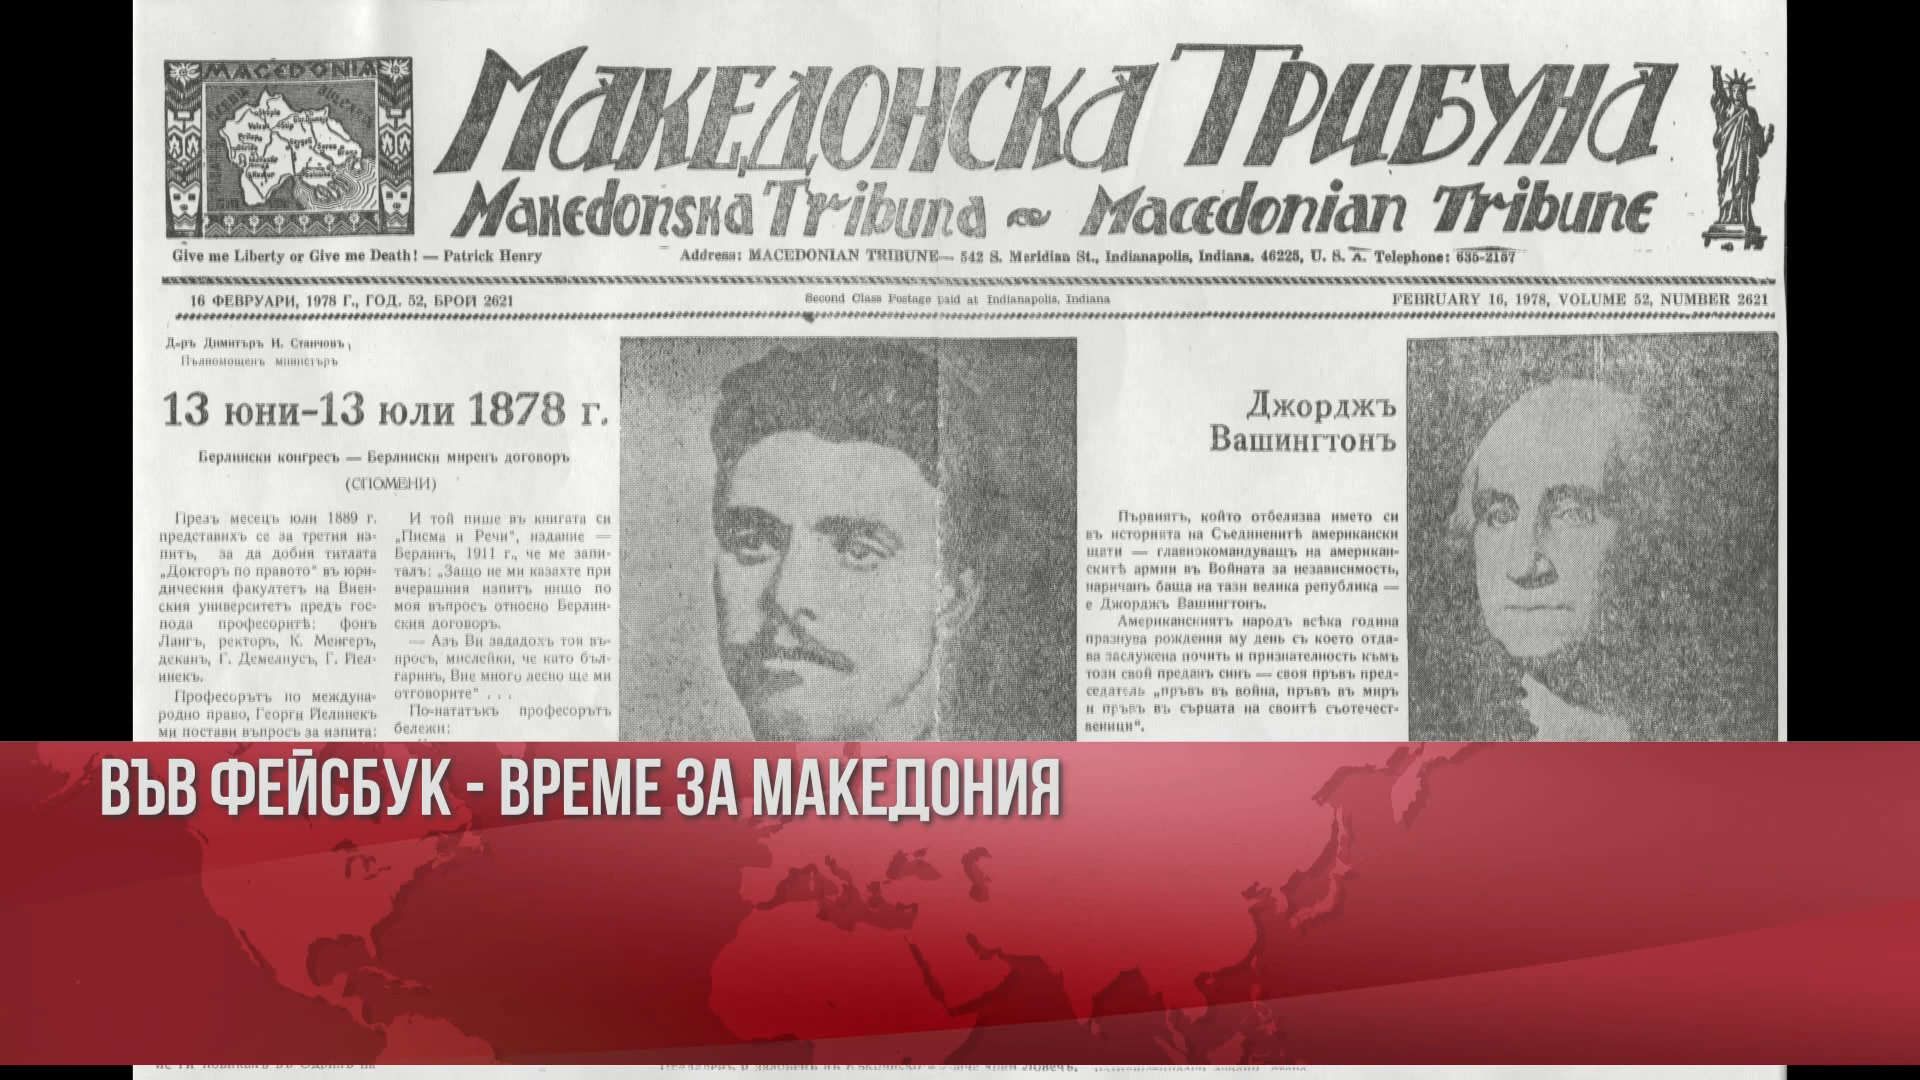 MACEDONIA
МАКЕДОНСКА ТРИБУНА
Makedonska Tribuna Macedonian Tribune
Give me Liberty or Give me Death! — Patrick Henry
Address: MACEDONIAN TRIBUNE— 542 S. Meridian St., Indianapolis, Indiana. 46225, U. S. A. Telephone: 635-2157
16 ФЕВРУАРИ, 1978 Г., ГОД. 52, БРОЙ 2621
Second Class Postage paid at Indianapolis, Indiana
FEBRUARY 16, 1978, VOLUME 52, NUMBER 2621
Д-ръ Димитъръ И. Станчовъ,
Пълномощенъ министъръ
13 юни–13 юли 1878 г.
Берлински конгресъ — Берлински миренъ договоръ
(СПОМЕНИ)
Презъ месецъ юли 1889 г.
представихъ се за третия из-
питъ, за да добия титлата
„Докторъ по правото" въ юри-
дическия факултетъ на Виен-
ския университетъ предъ гос-
пода професоритѣ: фонъ
Лангъ, ректоръ, К. Менгеръ,
деканъ, Г. Демелиусъ, Г. Йел-
инекъ.
Професорътъ по междуна-
родно право, Георги Йелинекъ
ми постави въпросъ за изпита:
И той пише въ книгата си
„Писма и Речи", издание —
Берлинъ, 1911 г., че ме запи-
талъ: „Защо не ми казахте при
вчерашния изпитъ нищо по
моя въпросъ относно Берлин-
ския договоръ.
— Азъ Ви зададохъ тоя въ-
просъ, мислейки, че като бъл-
гаринъ, Вие много лесно ще ми
отговорите" . . .
По-нататъкъ професорътъ
бележи:
Джорджъ
Вашингтонъ
Първиятъ, който отбелязва името си
въ историята на Съединенитѣ американски
щати — главнокомандуващъ на американ-
скитѣ армии въ Войната за независимость,
наричанъ баща на тази велика република —
е Джорджъ Вашингтонъ.
Американскиятъ народъ всѣка година
празнува рождения му день съ което отда-
ва заслужена почить и признателность къмъ
този свой преданъ синъ — своя пръвъ пред-
седатель „пръвъ въ война, пръвъ въ миръ
и пръвъ въ сърцата на своитѣ съотечест-
веници".
ВЪВ ФЕЙСБУК - ВРЕМЕ ЗА МАКЕДОНИЯ